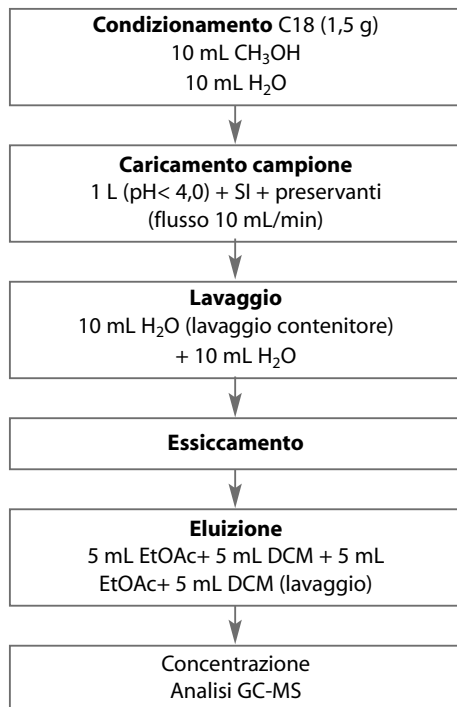 Condizionamento C18 (1,5 g)
10 mL CH₃OH
10 mL H₂O
Caricamento campione
1 L (pH< 4,0) + SI + preservanti
(flusso 10 mL/min)
Lavaggio
10 mL H₂O (lavaggio contenitore)
+ 10 mL H₂O
Essiccamento
Eluizione
5 mL EtOAc+ 5 mL DCM + 5 mL
EtOAc+ 5 mL DCM (lavaggio)
Concentrazione
Analisi GC-MS